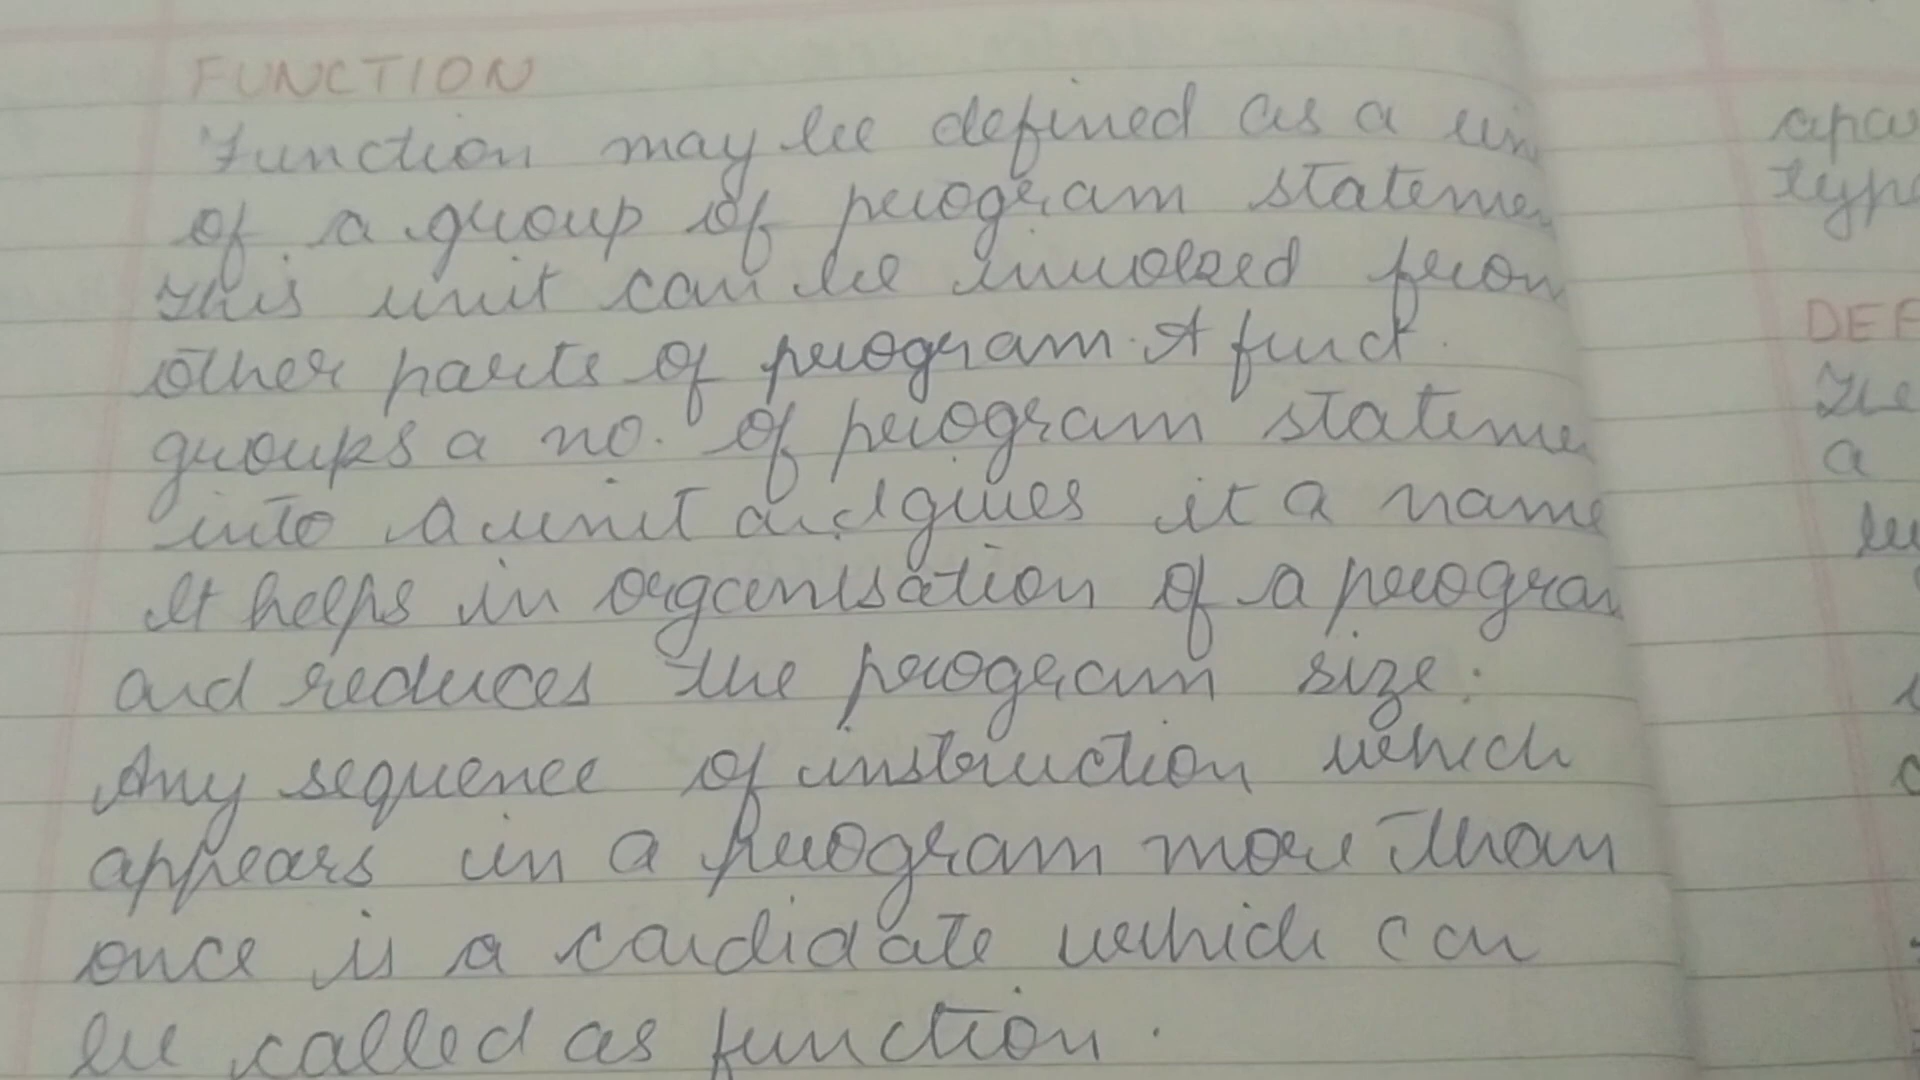 FUNCTION
Function may be defined as a
of a group of program
This unit can be invoked from
other parts of program. A funct
groups a no. of program
into a unit and gives it a name
It helps in organisation of a program
and reduces the program size.
Any sequence of instruction which
appears in a program more than
once is a candidate which can
be called as function.
DEF
The
a